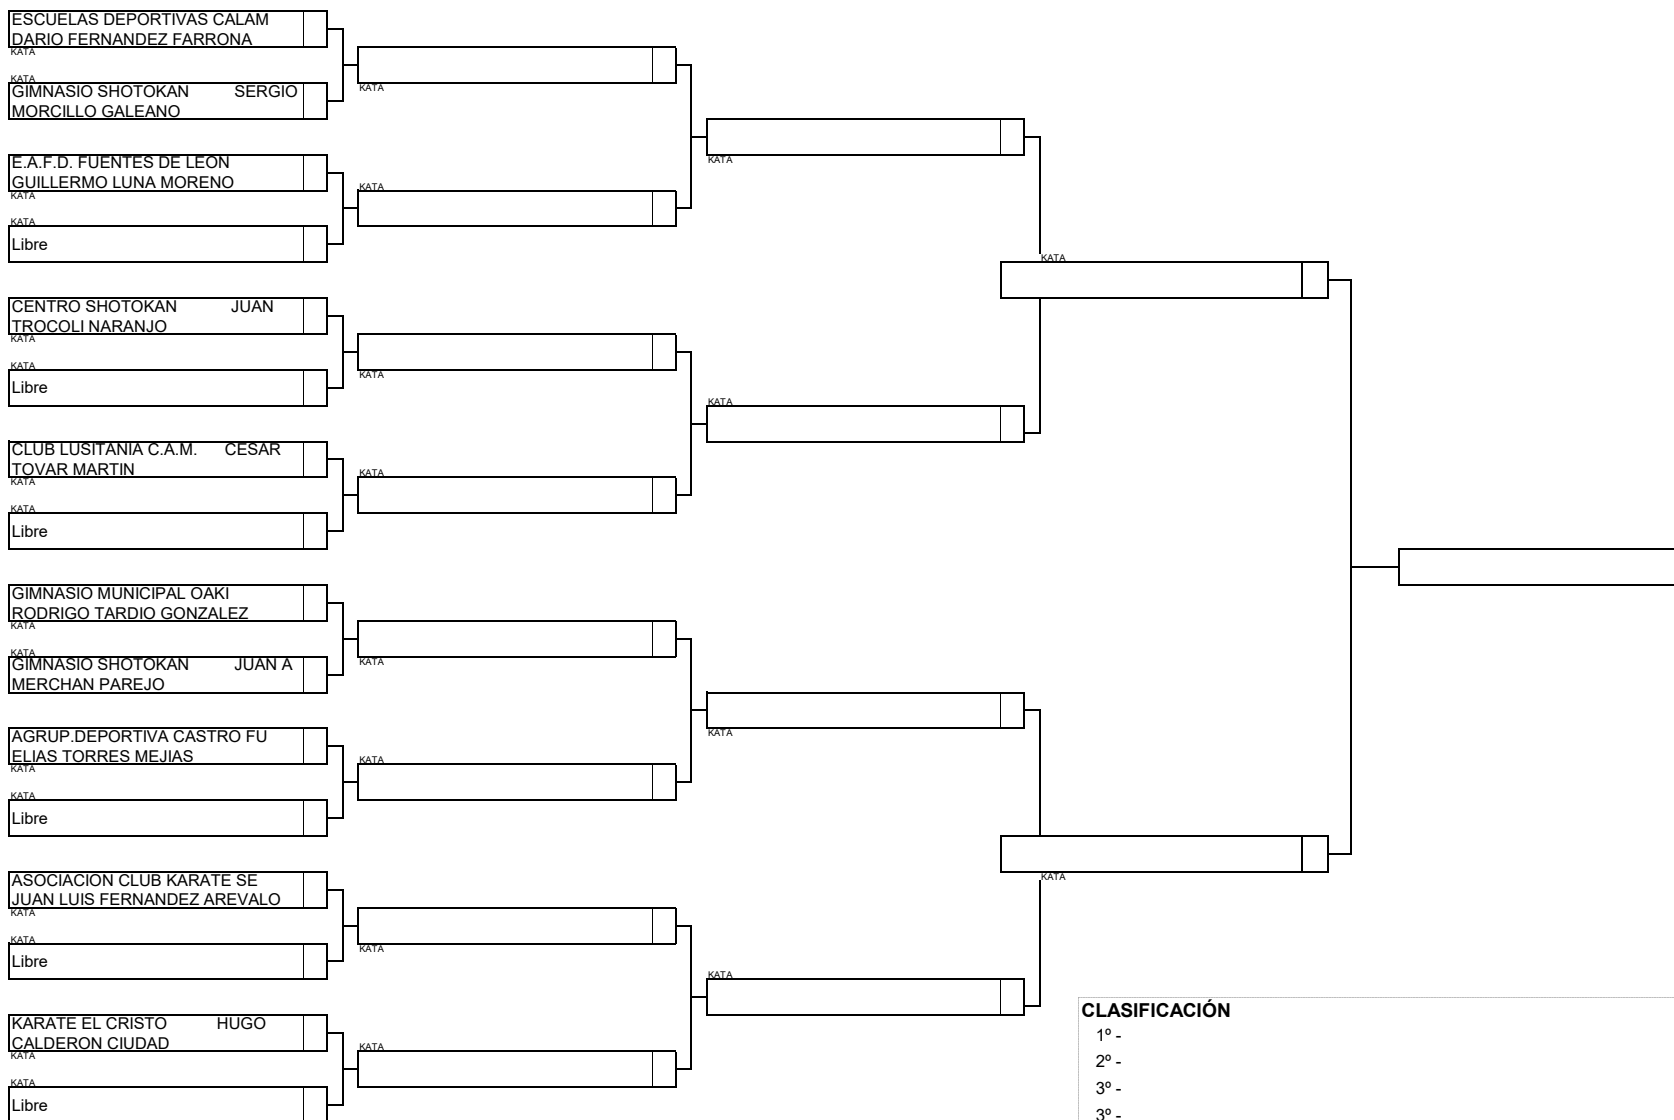 ESCUELAS DEPORTIVAS CALAM
DARIO FERNANDEZ FARRONA
KATA
KATA
GIMNASIO SHOTOKAN SERGIO
MORCILLO GALEANO
E.A.F.D. FUENTES DE LEON
GUILLERMO LUNA MORENO
KATA
KATA
Libre
CENTRO SHOTOKAN JUAN
TROCOLI NARANJO
KATA
KATA
Libre
CLUB LUSITANIA C.A.M. CESAR
TOVAR MARTIN
KATA
KATA
Libre
GIMNASIO MUNICIPAL OAKI
RODRIGO TARDIO GONZALEZ
KATA
KATA
GIMNASIO SHOTOKAN JUAN A
MERCHAN PAREJO
AGRUP.DEPORTIVA CASTRO FU
ELIAS TORRES MEJIAS
KATA
KATA
Libre
ASOCIACION CLUB KARATE SE
JUAN LUIS FERNANDEZ AREVALO
KATA
KATA
Libre
KARATE EL CRISTO HUGO
CALDERON CIUDAD
KATA
KATA
Libre
KATA
KATA
KATA
KATA
KATA
KATA
KATA
KATA
KATA
KATA
KATA
KATA
KATA
KATA
CLASIFICACIÓN
1º -
2º -
3º -
3º -